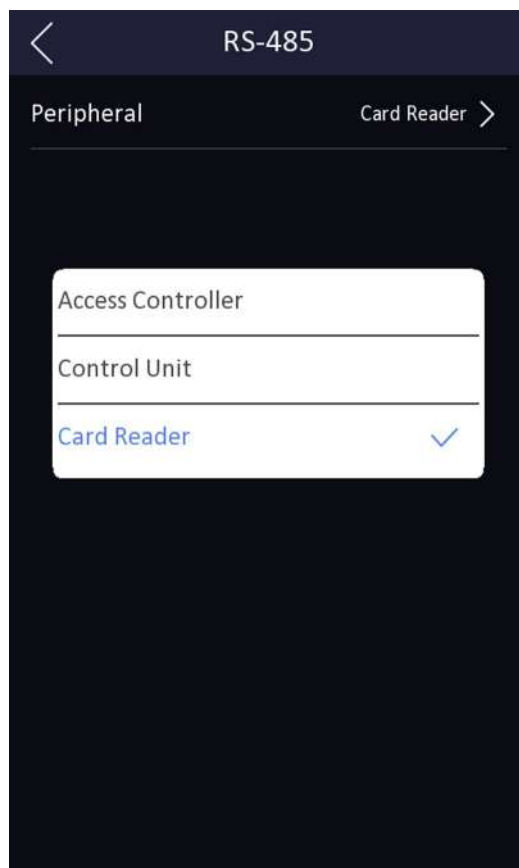 RS-485
Peripheral Card Reader
Access Controller
Control Unit
Card Reader